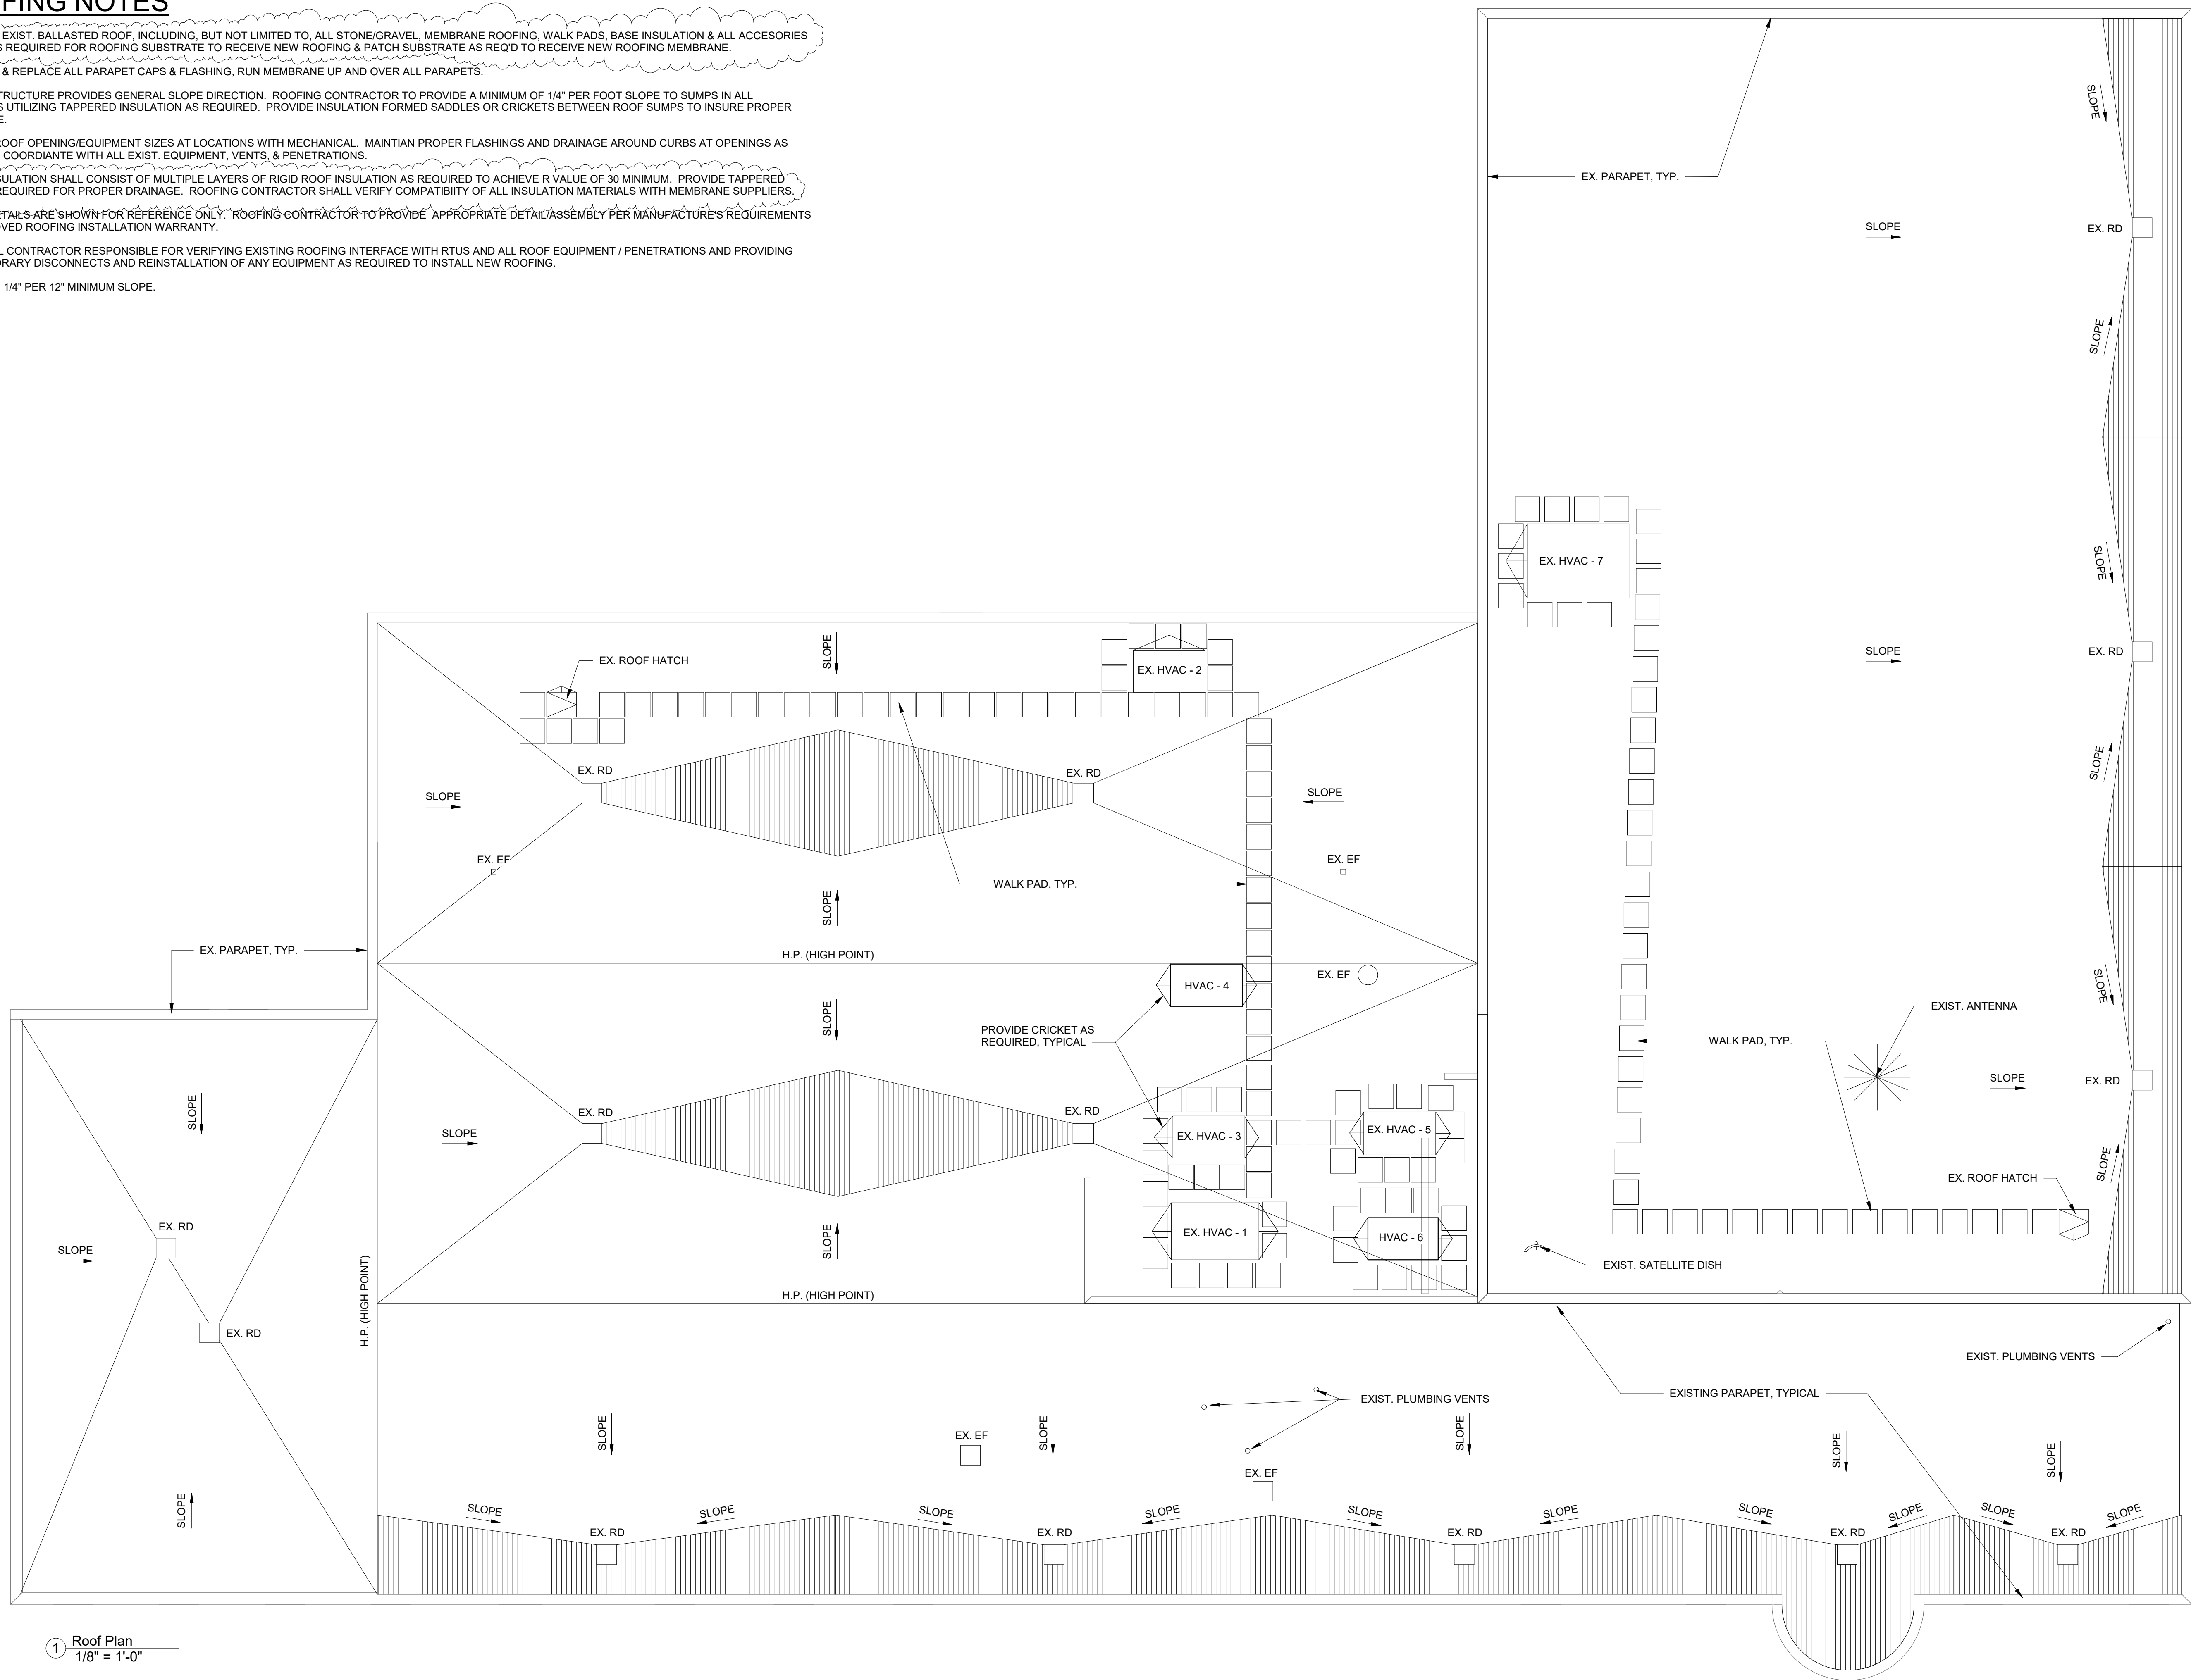 FING NOTES
EXIST. BALLASTED ROOF, INCLUDING, BUT NOT LIMITED TO, ALL STONE/GRAVEL, MEMBRANE ROOFING, WALK PADS, BASE INSULATION & ALL ACCESORIES
S REQUIRED FOR ROOFING SUBSTRATE TO RECEIVE NEW ROOFING & PATCH SUBSTRATE AS REQ'D TO RECEIVE NEW ROOFING MEMBRANE.
& REPLACE ALL PARAPET CAPS & FLASHING, RUN MEMBRANE UP AND OVER ALL PARAPETS.
TRUCTURE PROVIDES GENERAL SLOPE DIRECTION. ROOFING CONTRACTOR TO PROVIDE A MINIMUM OF 1/4" PER FOOT SLOPE TO SUMPS IN ALL
S UTILIZING TAPPERED INSULATION AS REQUIRED. PROVIDE INSULATION FORMED SADDLES OR CRICKETS BETWEEN ROOF SUMPS TO INSURE PROPER
E.
ROOF OPENING/EQUIPMENT SIZES AT LOCATIONS WITH MECHANICAL. MAINTIAN PROPER FLASHINGS AND DRAINAGE AROUND CURBS AT OPENINGS AS
COORDIANTE WITH ALL EXIST. EQUIPMENT, VENTS, & PENETRATIONS.
SULATION SHALL CONSIST OF MULTIPLE LAYERS OF RIGID ROOF INSULATION AS REQUIRED TO ACHIEVE R VALUE OF 30 MINIMUM. PROVIDE TAPPERED
REQUIRED FOR PROPER DRAINAGE. ROOFING CONTRACTOR SHALL VERIFY COMPATIBIITY OF ALL INSULATION MATERIALS WITH MEMBRANE SUPPLIERS.
ETAILS ARE SHOWN FOR REFERENCE ONLY. ROOFING CONTRACTOR TO PROVIDE APPROPRIATE DETAIL/ASSEMBLY PER MANUFACTURE'S REQUIREMENTS
OVED ROOFING INSTALLATION WARRANTY.
L CONTRACTOR RESPONSIBLE FOR VERIFYING EXISTING ROOFING INTERFACE WITH RTUS AND ALL ROOF EQUIPMENT / PENETRATIONS AND PROVIDING
ORARY DISCONNECTS AND REINSTALLATION OF ANY EQUIPMENT AS REQUIRED TO INSTALL NEW ROOFING.
1/4" PER 12" MINIMUM SLOPE.
SLOPE
EX. PARAPET, TYP.
SLOPE
EX. RD
SLOPE
EX. HVAC - 7
SLOPE
SLOPE
EX. RD
SLOPE
EX. ROOF HATCH
SLOPE
EX. HVAC - 2
EX. RD
EX. RD
SLOPE
SLOPE
EX. EF
EX. EF
WALK PAD, TYP.
SLOPE
EX. PARAPET, TYP.
H.P. (HIGH POINT)
EX. EF
HVAC - 4
SLOPE
PROVIDE CRICKET AS
REQUIRED, TYPICAL
SLOPE
EXIST. ANTENNA
WALK PAD, TYP.
SLOPE
EX. RD
SLOPE
EX. RD
EX. RD
SLOPE
EX. HVAC - 3
EX. HVAC - 5
SLOPE
EX. ROOF HATCH
EX. RD
SLOPE
SLOPE
EX. HVAC - 1
HVAC - 6
EXIST. SATELLITE DISH
H.P. (HIGH POINT)
H.P. (HIGH POINT)
EX. RD
EXIST. PLUMBING VENTS
EXISTING PARAPET, TYPICAL
EXIST. PLUMBING VENTS
SLOPE
EX. EF
SLOPE
SLOPE
SLOPE
SLOPE
EX. EF
SLOPE
SLOPE
SLOPE
SLOPE
SLOPE
SLOPE
SLOPE
SLOPE
SLOPE
SLOPE
SLOPE
EX. RD
EX. RD
EX. RD
EX. RD
EX. RD
1
Roof Plan
1/8" = 1'-0"